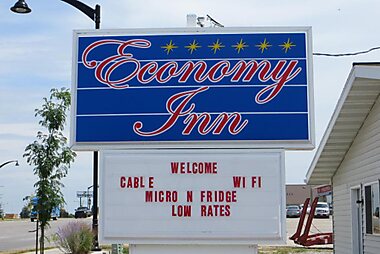 Economy
Inn
WELCOME
CABLE WI FI
MICRO N FRIDGE
LOW RATES